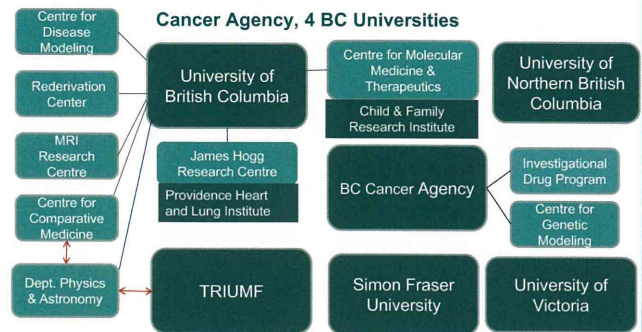 Cancer Agency, 4 BC Universities
Centre for
Disease Modeling
Rederivation
Center
MRI
Research
Centre
Centre for
Comparative
Medicine
Dept. Physics
& Astronomy
University of
British Columbia
James Hogg
Research Centre
Providence Heart
and Lung Institute
TRIUMF
Centre for Molecular
Medicine &
Therapeutics
Child & Family
Research Institute
BC Cancer Agency
Simon Fraser
University
University of
Northern British
Columbia
Investigational
Drug Program
Centre for
Genetic
Modeling
University of
Victoria